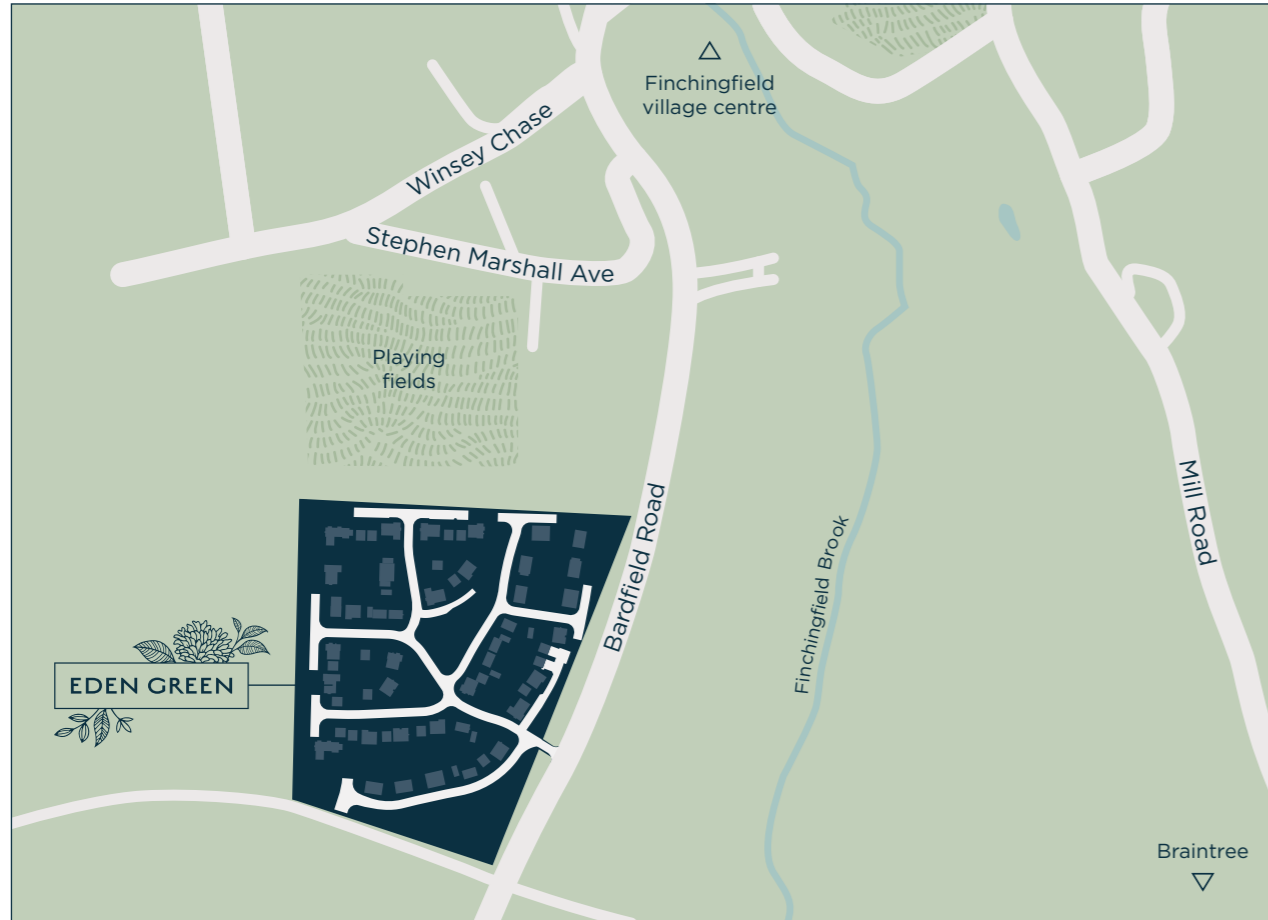 Finchingfield
village centre
Winsey Chase
Stephen Marshall Ave
Playing
fields
Bardfield Road
Mill Road
Finchingfield Brook
EDEN GREEN
Braintree